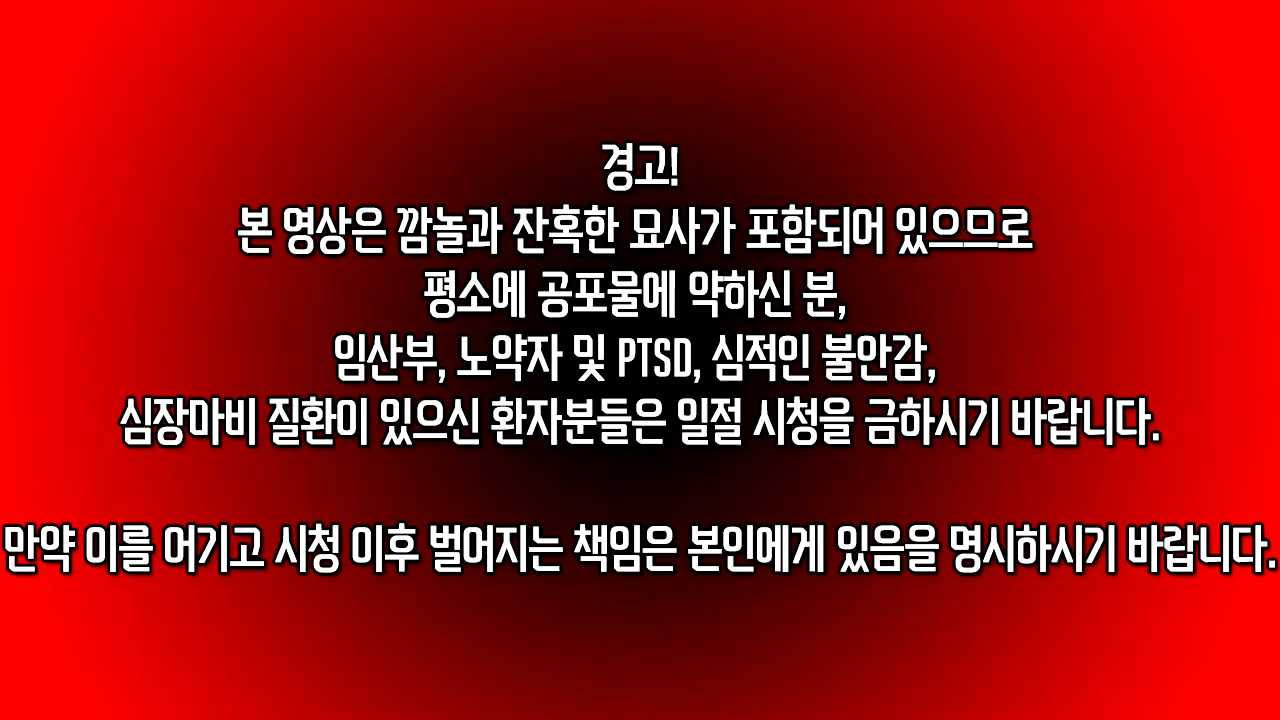 경고!
본 영상은 깜놀과 잔혹한 묘사가 포함되어 있으므로
평소에 공포물에 약하신 분,
임산부, 노약자 및 PTSD, 심적인 불안감,
심장마비 질환이 있으신 환자분들은 일절 시청을 금하시기 바랍니다.
만약 이를 어기고 시청 이후 벌어지는 책임은 본인에게 있음을 명시하시기 바랍니다.